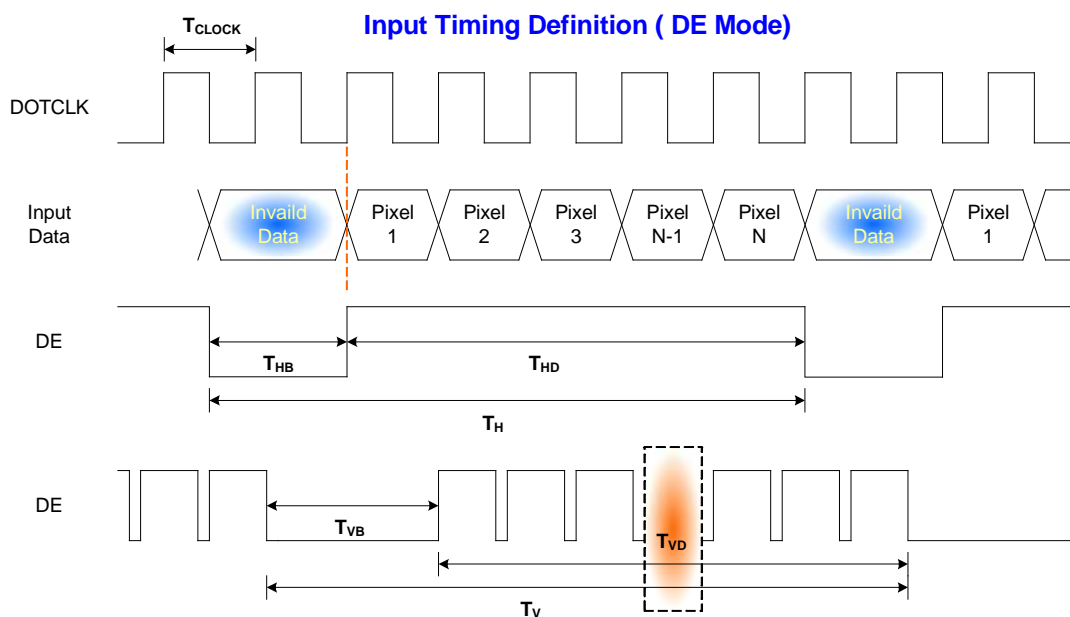 Input Timing Definition ( DE Mode)
TCLOCK
DOTCLK
Input
Data
Invaild
Data
Pixel
1
Pixel
2
Pixel
3
Pixel
N-1
Pixel
N
Invaild
Data
Pixel
1
DE
THB
THD
TH
DE
TVB
TVD
TV